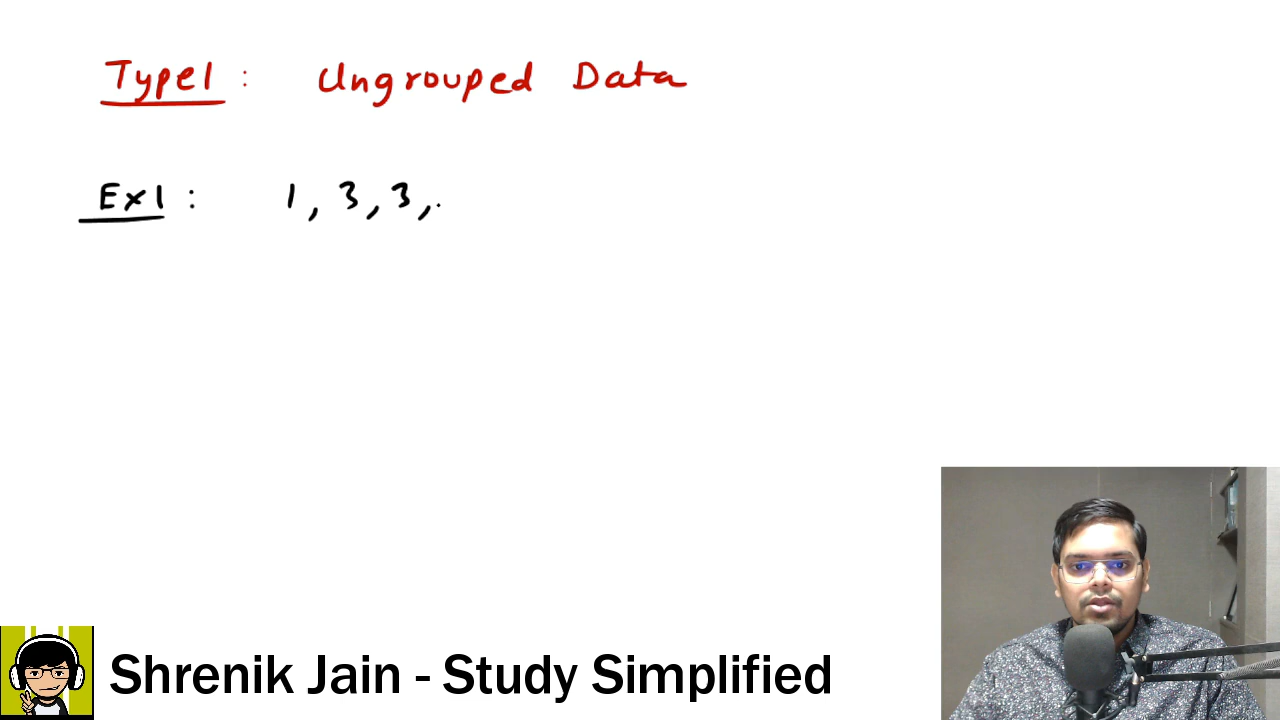 Type1 : Ungrouped Data
Ex1 : 1, 3, 3,
Shrenik Jain - Study Simplified